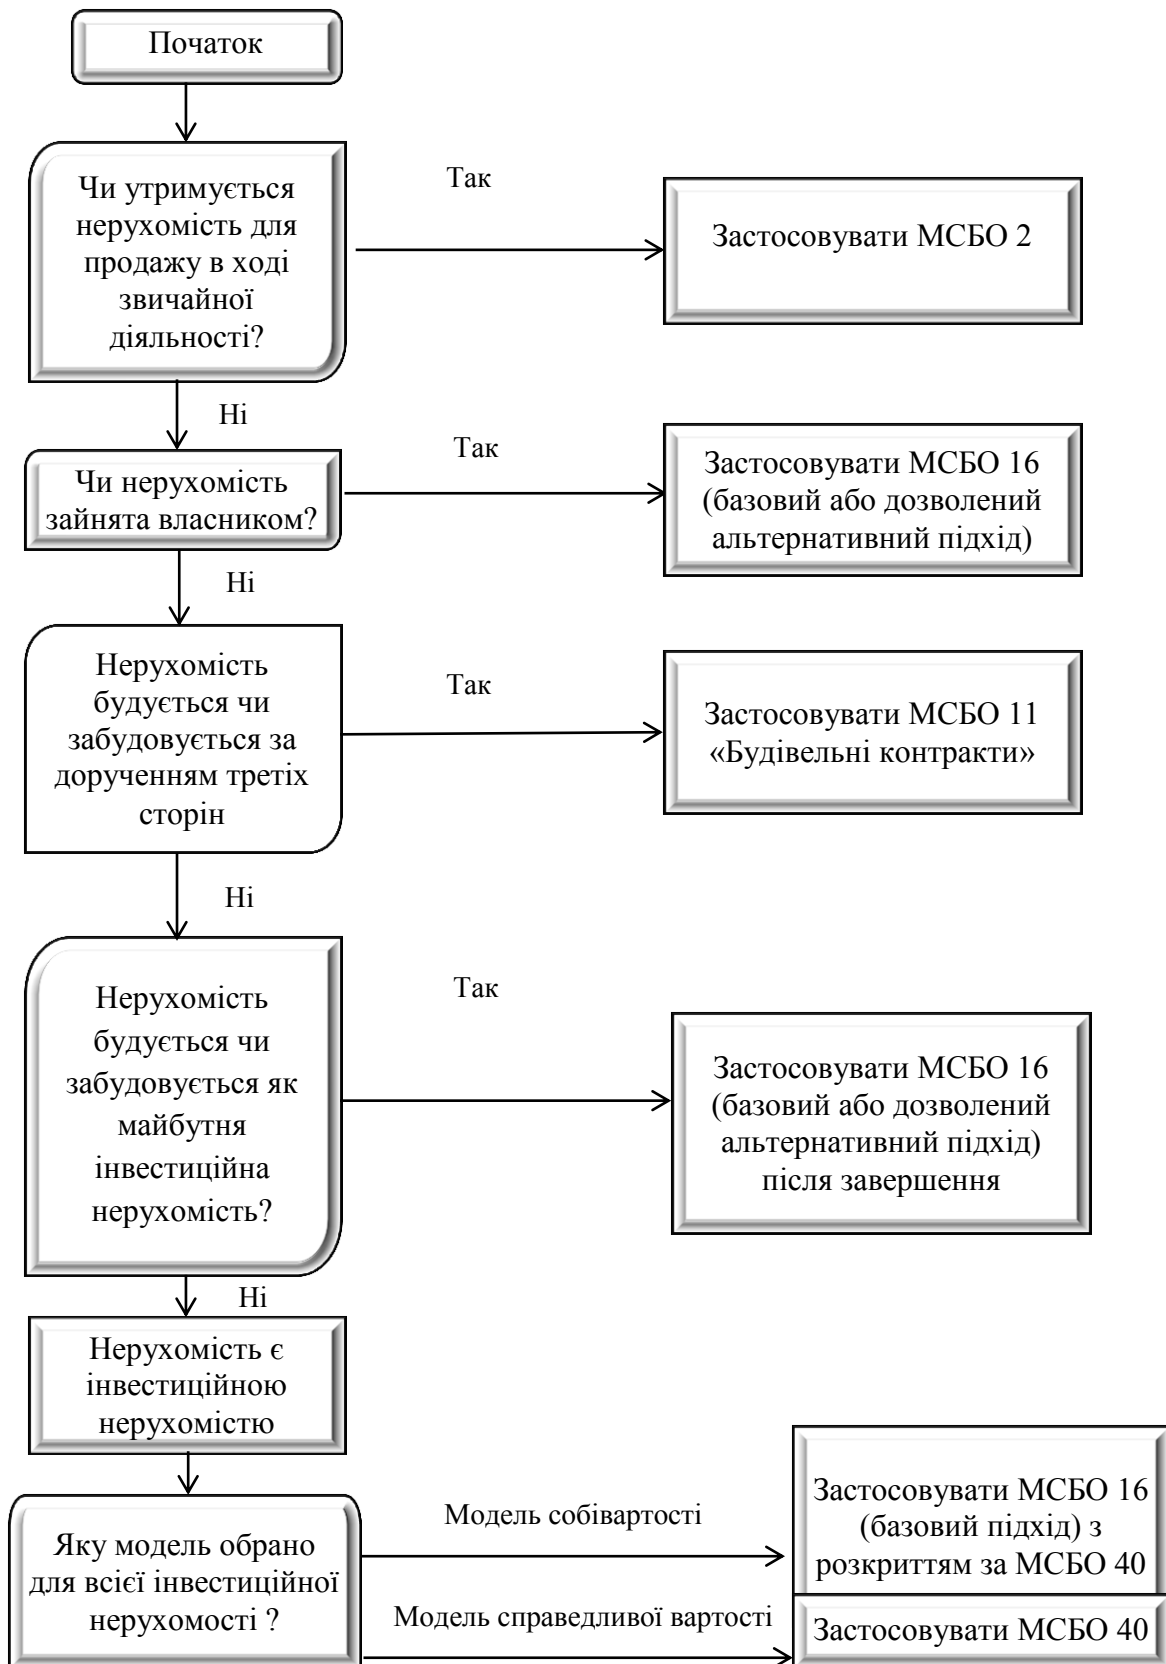 Початок
Чи утримується
нерухомість для
продажу в ході
звичайної
діяльності?
Так
Застосовувати МСБО 2
Ні
Чи нерухомість
зайнята власником?
Так
Застосовувати МСБО 16
(базовий або дозволений
альтернативний підхід)
Ні
Нерухомість
будується чи
забудовується за
дорученням третіх
сторін
Так
Застосовувати МСБО 11
«Будівельні контракти»
Ні
Нерухомість
будується чи
забудовується як
майбутня
інвестиційна
нерухомість?
Так
Застосовувати МСБО 16
(базовий або дозволений
альтернативний підхід)
після завершення
Ні
Нерухомість є
інвестиційною
нерухомістю
Яку модель обрано
для всієї інвестиційної
нерухомості ?
Модель собівартості
Застосовувати МСБО 16
(базовий підхід) з
розкриттям за МСБО 40
Модель справедливої вартості
Застосовувати МСБО 40